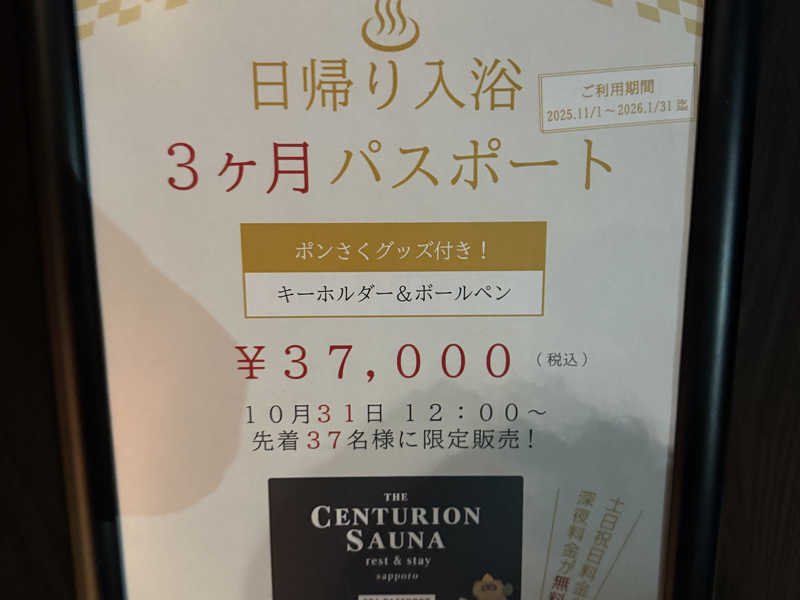 日帰り入浴
ご利用期間
2025.11/1～2026.1/31 迄
3ヶ月パスポート
ポンさくグッズ付き！
キーホルダー&ボールペン
¥37,000（税込）
10月31日 12：00～
先着37名様に限定販売！
THE
CENTURION
SAUNA
rest & stay
sapporo
土日祝日料金
深夜料金が無料